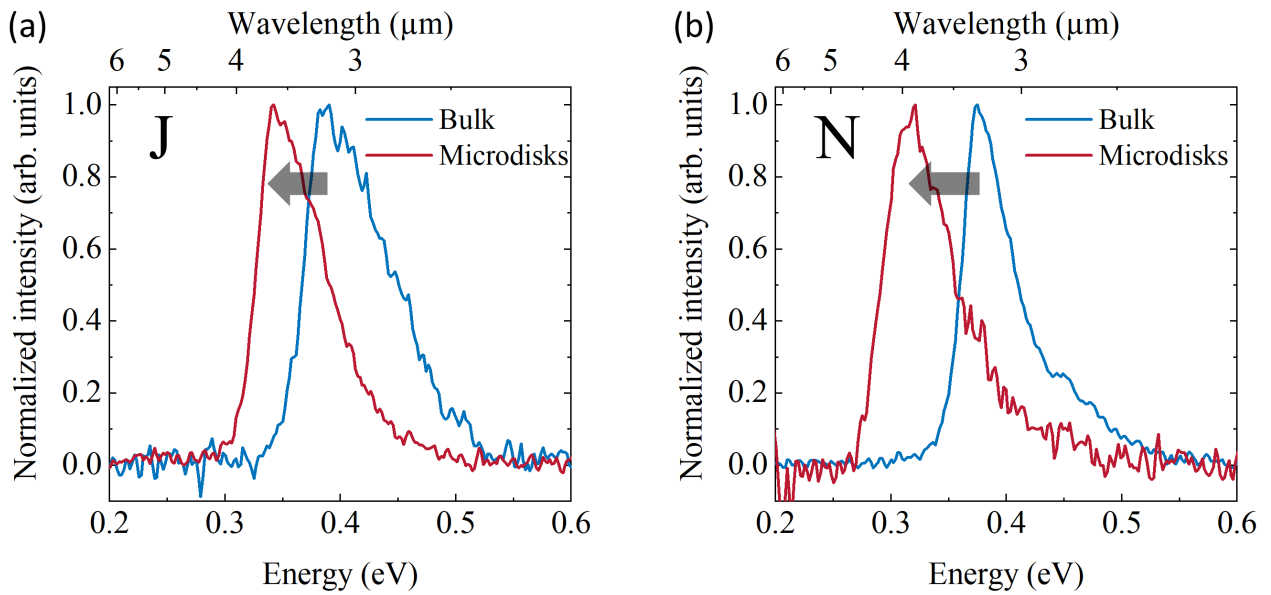 (a)
Wavelength (µm)
6 5 4 3
Normalized intensity (arb. units)
1.0
0.8
0.6
0.4
0.2
0.0
J
Bulk
Microdisks
0.2 0.3 0.4 0.5 0.6
Energy (eV)
(b)
Wavelength (µm)
6 5 4 3
Normalized intensity (arb. units)
1.0
0.8
0.6
0.4
0.2
0.0
N
Bulk
Microdisks
0.2 0.3 0.4 0.5 0.6
Energy (eV)